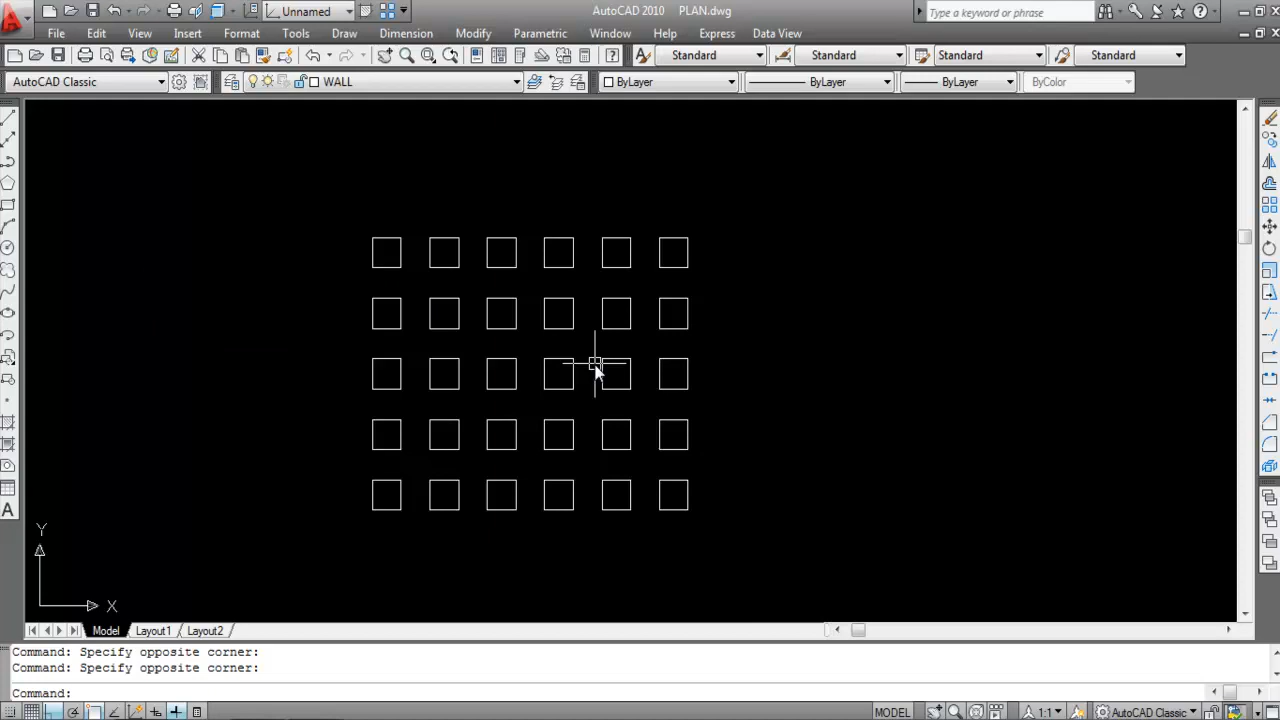 Unnamed
AutoCAD 2010 PLAN.dwg
Type a keyword or phrase
File Edit View Insert Format Tools Draw Dimension Modify Parametric Window Help Express Data View
Standard Standard Standard Standard
AutoCAD Classic WALL ByLayer ByLayer ByLayer ByColor
Y
X
Model Layout1 Layout2
Command: Specify opposite corner:
Command: Specify opposite corner:
Command:
MODEL 1:1 AutoCAD Classic